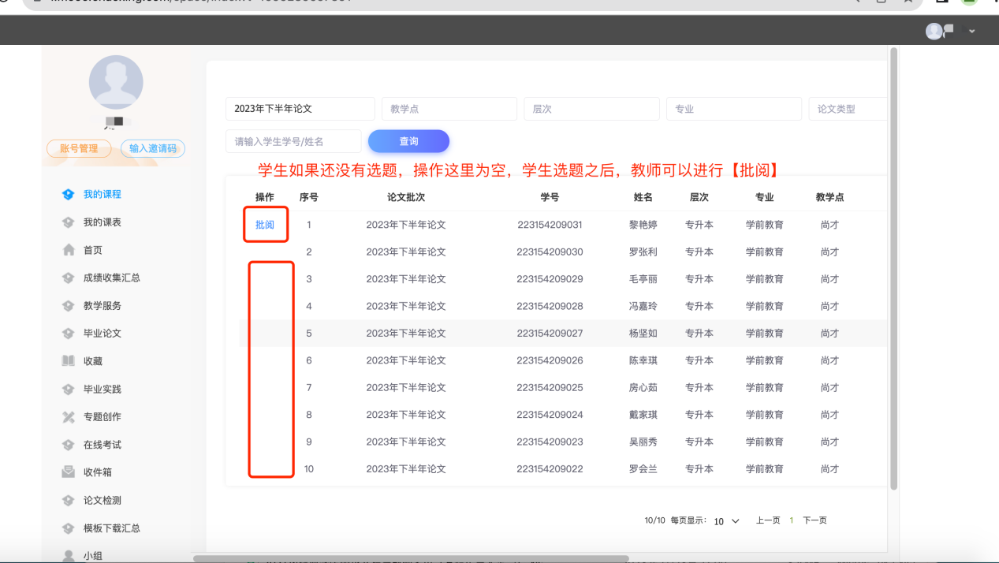 账号管理 输入邀请码
我的课程
我的课表
首页
成绩收集汇总
教学服务
毕业论文
收藏
毕业实践
专题创作
在线考试
收件箱
论文检测
模板下载汇总
小组
2023年下半年论文 教学点 层次 专业 论文类型
请输入学生学号/姓名 查询
学生如果还没有选题，操作这里为空，学生选题之后，教师可以进行【批阅】
操作 序号 论文批次 学号 姓名 层次 专业 教学点
批阅 1 2023年下半年论文 223154209031 黎艳婷 专升本 学前教育 尚才
2 2023年下半年论文 223154209030 罗张利 专升本 学前教育 尚才
3 2023年下半年论文 223154209029 毛亭丽 专升本 学前教育 尚才
4 2023年下半年论文 223154209028 冯嘉玲 专升本 学前教育 尚才
5 2023年下半年论文 223154209027 杨坚如 专升本 学前教育 尚才
6 2023年下半年论文 223154209026 陈幸琪 专升本 学前教育 尚才
7 2023年下半年论文 223154209025 房心茹 专升本 学前教育 尚才
8 2023年下半年论文 223154209024 戴家琪 专升本 学前教育 尚才
9 2023年下半年论文 223154209023 吴丽秀 专升本 学前教育 尚才
10 2023年下半年论文 223154209022 罗会兰 专升本 学前教育 尚才
10/10 每页显示： 10 上一页 1 下一页